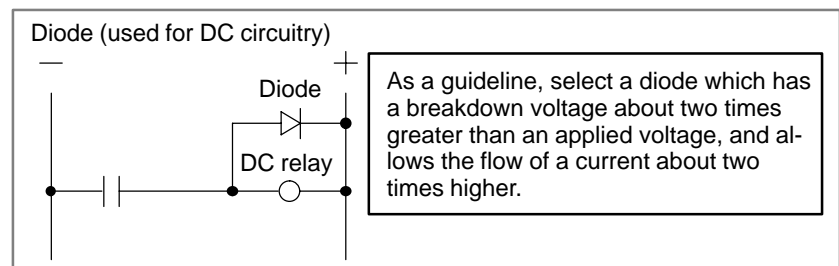 Diode (used for DC circuitry)
— +
Diode
DC relay
As a guideline, select a diode which has
a breakdown voltage about two times
greater than an applied voltage, and al-
lows the flow of a current about two
times higher.